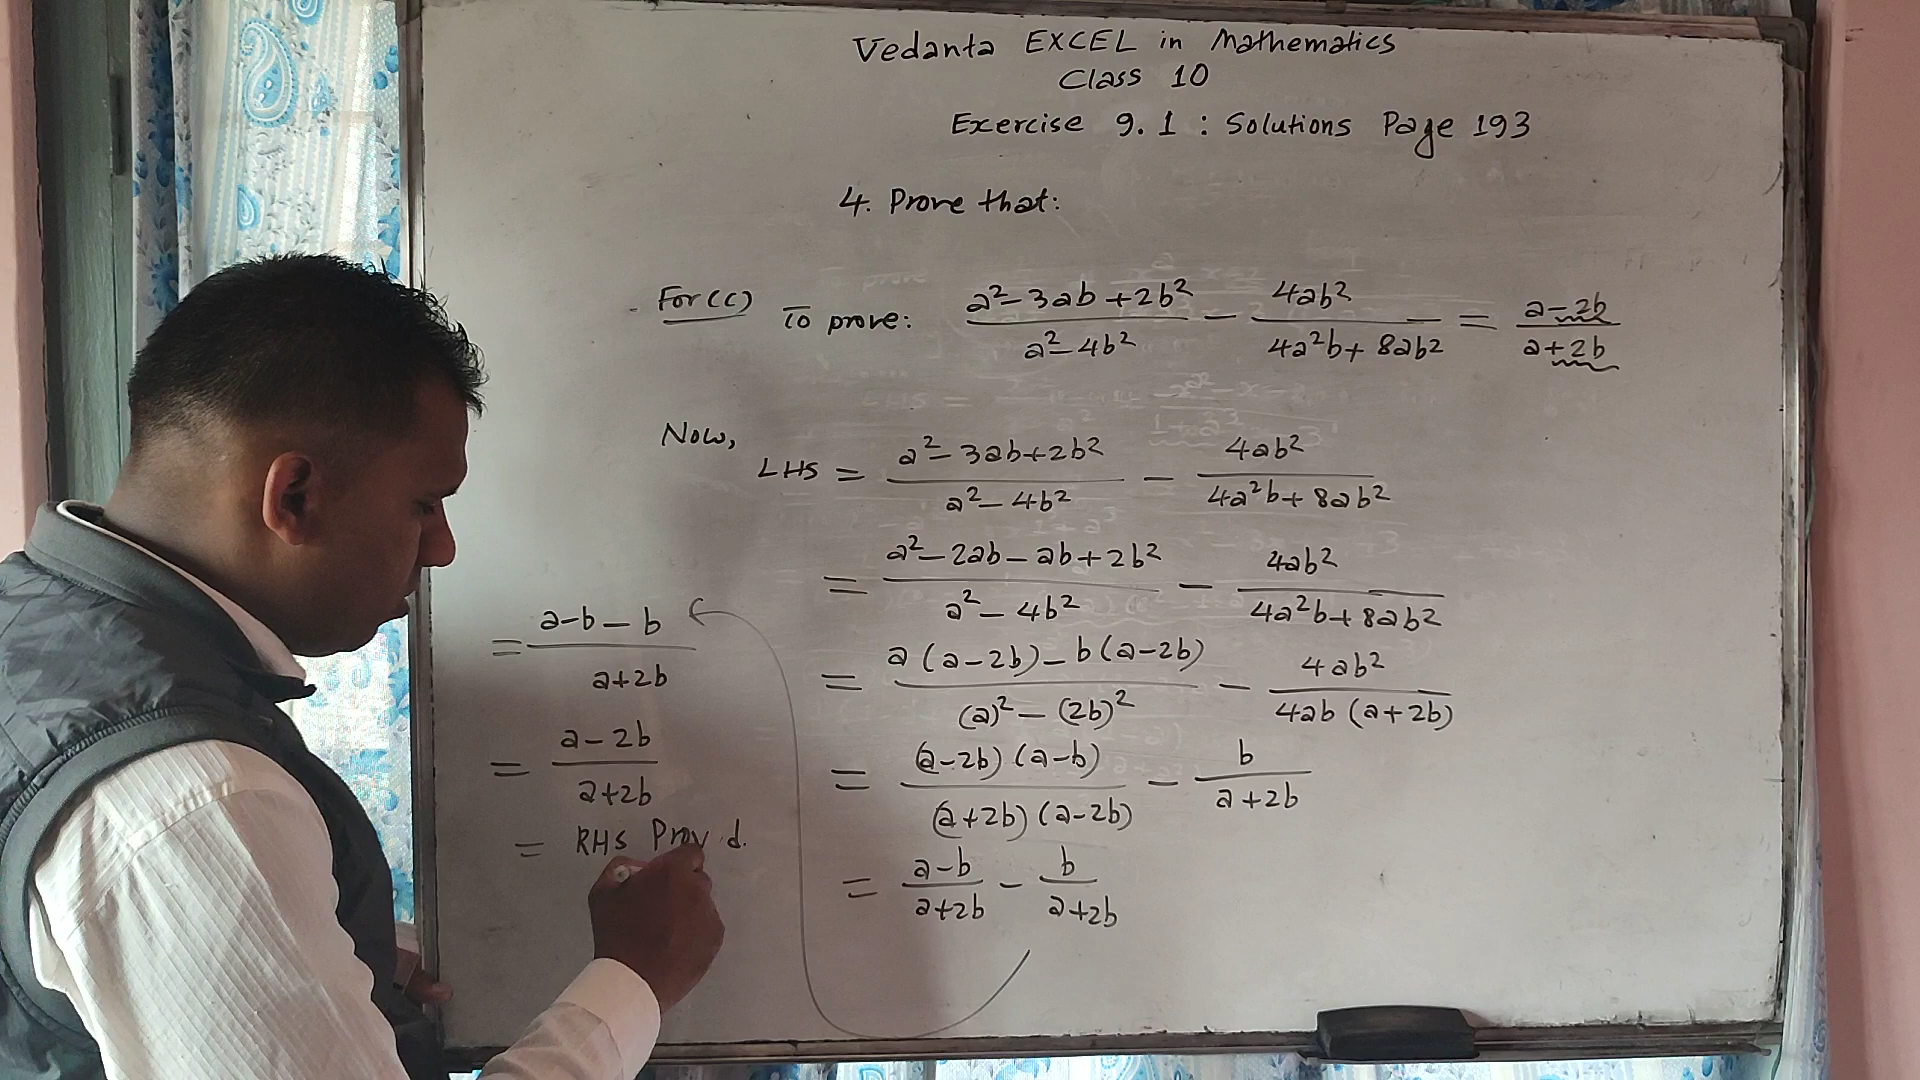 Vedanta EXCEL in Mathematics
Class 10
Exercise 9.1 : Solutions Page 193
4. Prove that:
For (c) To prove: (a²-3ab+2b²)/(a²-4b²) - 4ab²/(4a²b+8ab²) = (a-2b)/(a+2b)
Now,
LHS = (a²-3ab+2b²)/(a²-4b²) - 4ab²/(4a²b+8ab²)
= (a²-2ab-ab+2b²)/(a²-4b²) - 4ab²/(4a²b+8ab²)
= (a(a-2b)-b(a-2b))/((a)²-(2b)²) - 4ab²/(4ab(a+2b))
= ((a-2b)(a-b))/((a+2b)(a-2b)) - b/(a+2b)
= (a-b)/(a+2b) - b/(a+2b)
= (a-b-b)/(a+2b)
= (a-2b)/(a+2b)
= RHS